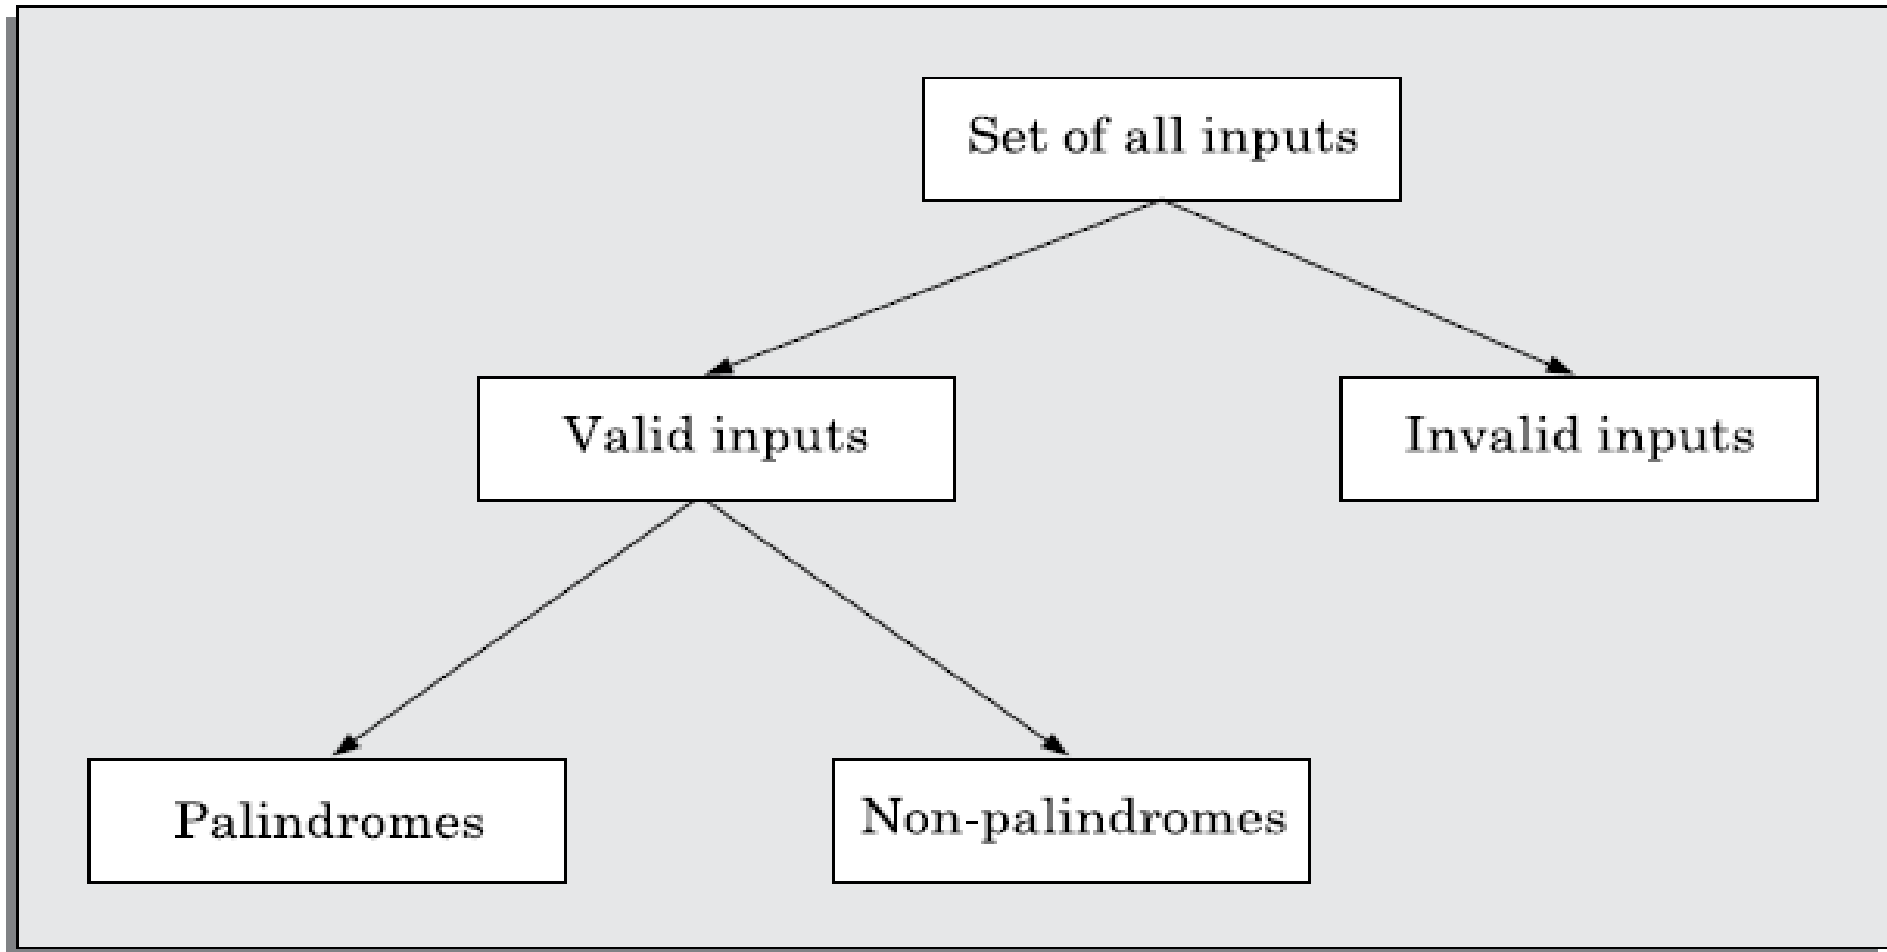 Set of all inputs
Valid inputs
Invalid inputs
Palindromes
Non-palindromes